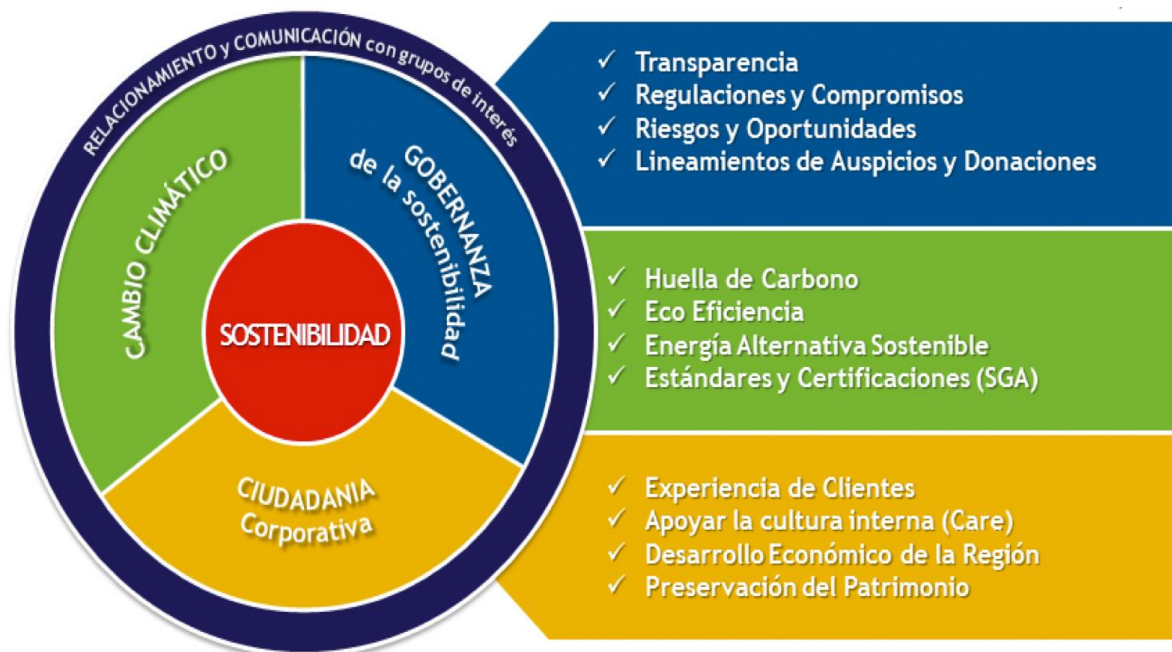 RELACIONAMIENTO y COMUNICACIÓN con grupos de interés
CAMBIO CLIMÁTICO
GOBERNANZA
de la sostenibilidad
SOSTENIBILIDAD
CIUDADANIA
Corporativa
✓ Transparencia
✓ Regulaciones y Compromisos
✓ Riesgos y Oportunidades
✓ Lineamientos de Auspicios y Donaciones
✓ Huella de Carbono
✓ Eco Eficiencia
✓ Energía Alternativa Sostenible
✓ Estándares y Certificaciones (SGA)
✓ Experiencia de Clientes
✓ Apoyar la cultura interna (Care)
✓ Desarrollo Económico de la Región
✓ Preservación del Patrimonio